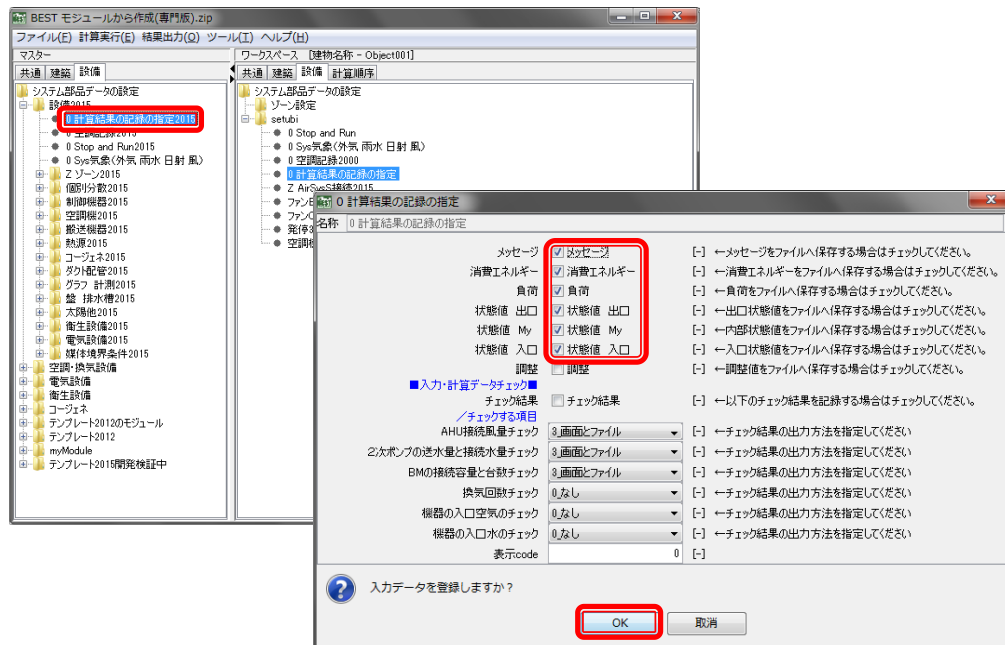 BEST モジュールから作成(専門版).zip
ファイル(F) 計算実行(E) 結果出力(O) ツール(T) ヘルプ(H)
マスター
共通 建築 設備
システム部品データの設定
設備2015
0 計算結果の記録の指定2015
0 空調記録2015
0 Stop and Run2015
0 Sys気象(外気 雨水 日射 風)
Z ゾーン2015
個別分散2015
制御機器2015
空調機2015
搬送機器2015
熱源2015
コージェネ2015
ダクト配管2015
グラフ 計測2015
盤 排水槽2015
太陽他2015
衛生設備2015
電気設備2015
媒体境界条件2015
空調・換気設備
電気設備
衛生設備
コージェネ
テンプレート2012のモジュール
テンプレート2012
myModule
テンプレート2015開発検証中
ワークスペース [建物名称 - Object001]
共通 建築 設備 計算順序
システム部品データの設定
ゾーン設定
setubi
0 Stop and Run
0 Sys気象(外気 雨水 日射 風)
0 空調記録2000
0 計算結果の記録の指定
Z AirSysS接続2015
ファンE
ファンO
発停3
空調機
0 計算結果の記録の指定
名称 0 計算結果の記録の指定
メッセージ メッセージ [-] ←メッセージをファイルへ保存する場合はチェックしてください。
消費エネルギー 消費エネルギー [-] ←消費エネルギーをファイルへ保存する場合はチェックしてください。
負荷 負荷 [-] ←負荷をファイルへ保存する場合はチェックしてください。
状態値 出口 状態値 出口 [-] ←出口状態値をファイルへ保存する場合はチェックしてください。
状態値 My 状態値 My [-] ←内部状態値をファイルへ保存する場合はチェックしてください。
状態値 入口 状態値 入口 [-] ←入口状態値をファイルへ保存する場合はチェックしてください。
調整 調整 [-] ←調整値をファイルへ保存する場合はチェックしてください。
■入力・計算データチェック■
チェック結果 チェック結果 [-] ←以下のチェック結果を記録する場合はチェックしてください。
／チェックする項目
AHU接続風量チェック 3_画面とファイル [-] ←チェック結果の出力方法を指定してください
2次ポンプの送水量と接続水量チェック 3_画面とファイル [-] ←チェック結果の出力方法を指定してください
BMの接続容量と台数チェック 3_画面とファイル [-] ←チェック結果の出力方法を指定してください
換気回数チェック 0_なし [-] ←チェック結果の出力方法を指定してください
機器の入口空気のチェック 0_なし [-] ←チェック結果の出力方法を指定してください
機器の入口水のチェック 0_なし [-] ←チェック結果の出力方法を指定してください
表示code 0 [-]
入力データを登録しますか？
OK 取消